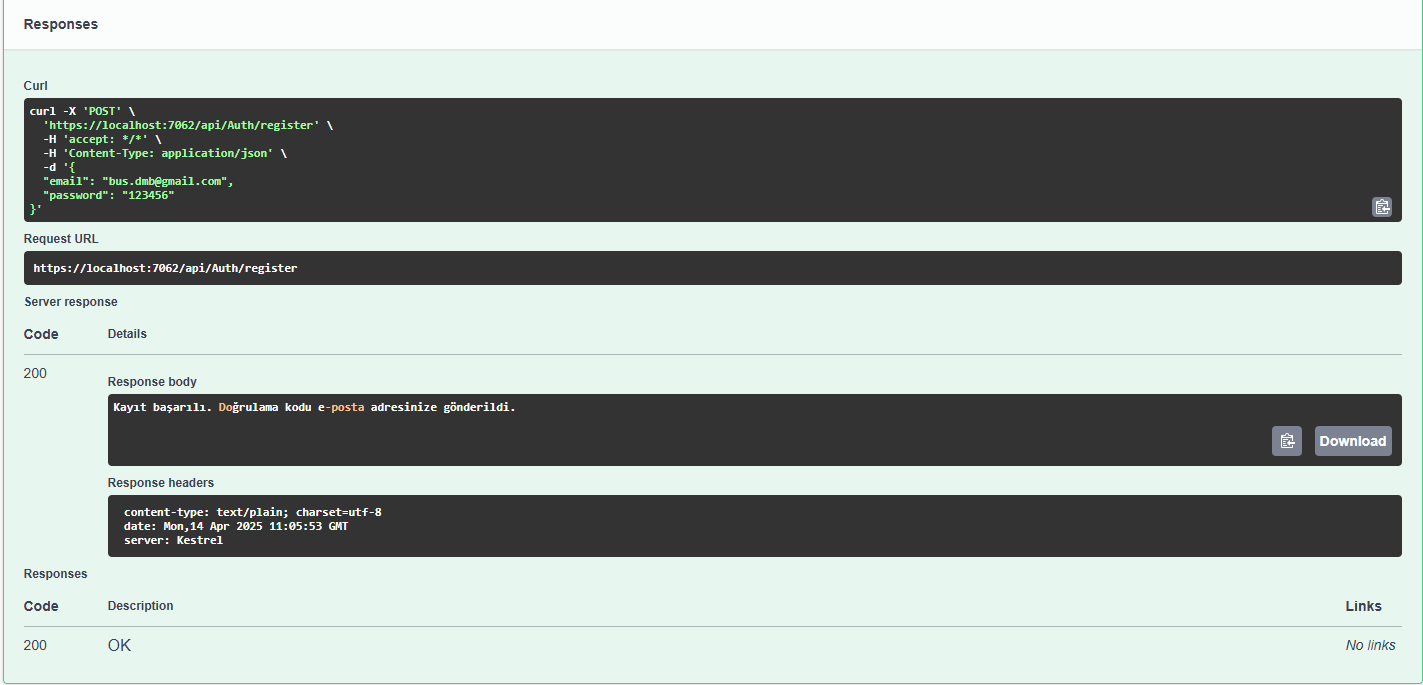 Responses
Curl
curl -X 'POST' \
  'https://localhost:7062/api/Auth/register' \
  -H 'accept: */*' \
  -H 'Content-Type: application/json' \
  -d '{
  "email": "bus.dmb@gmail.com",
  "password": "123456"
}'
Request URL
https://localhost:7062/api/Auth/register
Server response
Code Details
200
Response body
Kayıt başarılı. Doğrulama kodu e-posta adresinize gönderildi.
Download
Response headers
content-type: text/plain; charset=utf-8
date: Mon,14 Apr 2025 11:05:53 GMT
server: Kestrel
Responses
Code Description Links
200 OK No links